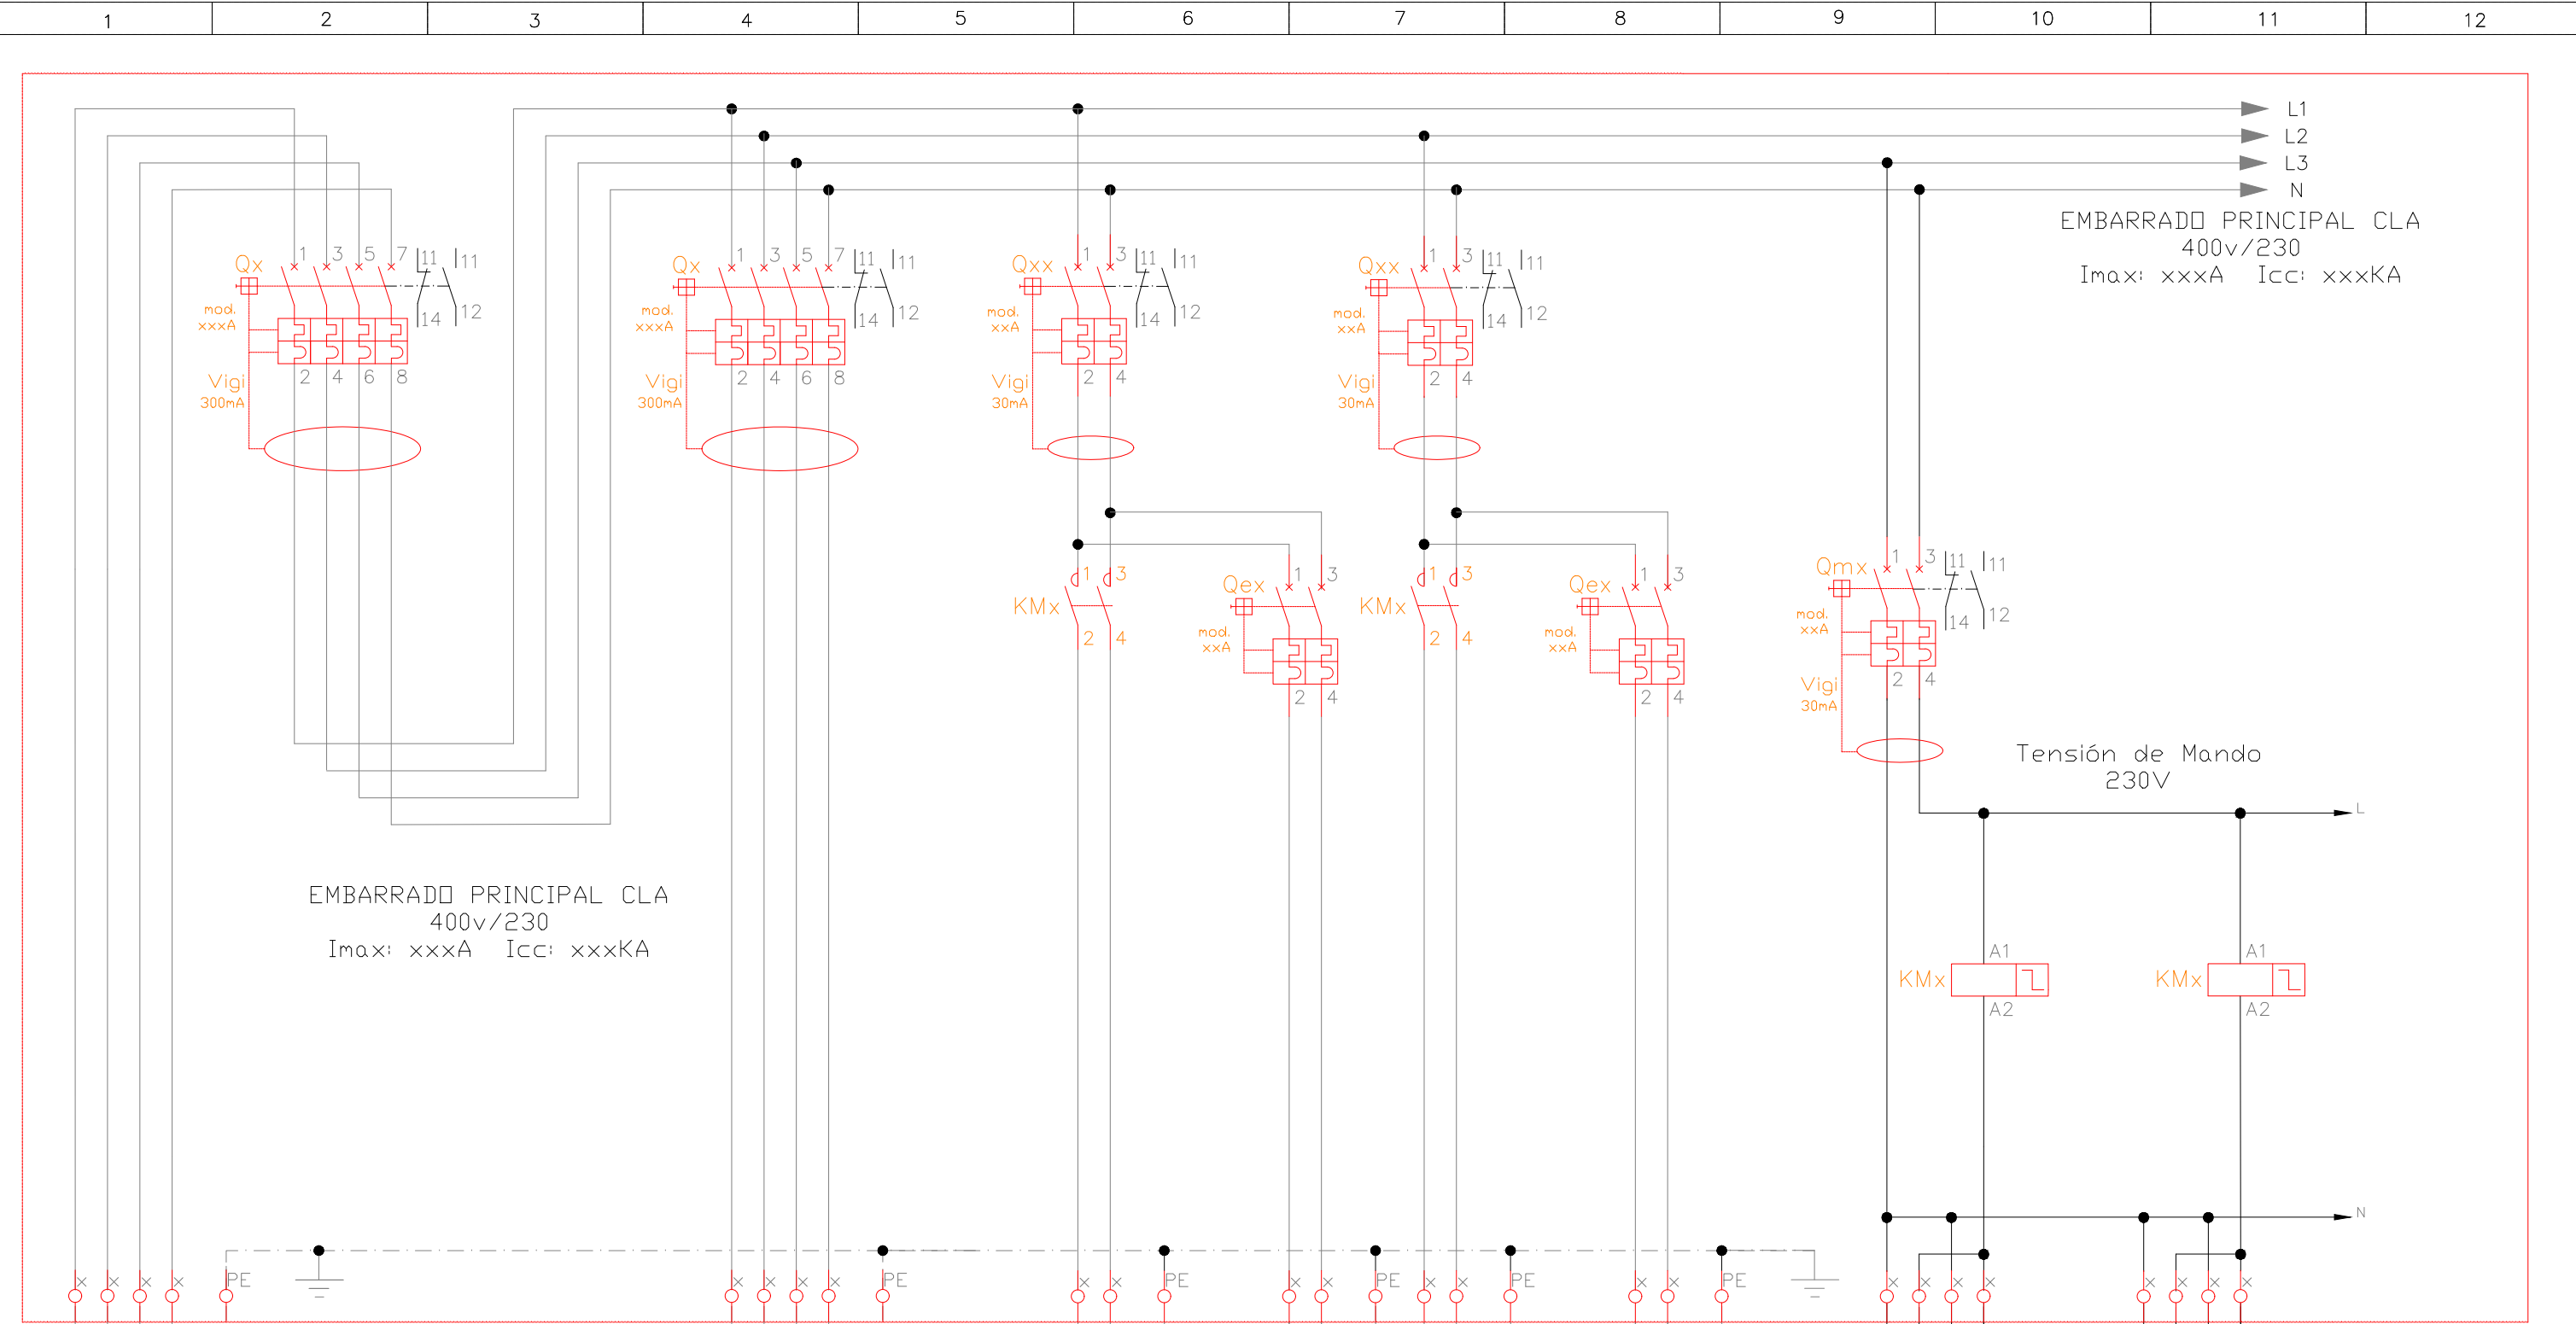 1 2 3 4 5 6 7 8 9 10 11 12
L1
L2
L3
N
EMBARRADO PRINCIPAL CLA
400v/230
Imax: xxxA Icc: xxxKA
Qx 1 3 5 7 11 11
mod.
xxxA
14 12
2 4 6 8
Vigi
300mA
Qx 1 3 5 7 11 11
mod.
xxxA
14 12
2 4 6 8
Vigi
300mA
Qxx 1 3 11 11
mod.
xxA
14 12
2 4
Vigi
30mA
Qxx 1 3 11 11
mod.
xxA
14 12
2 4
Vigi
30mA
KMx 1 3
2 4
Qex 1 3
mod.
xxA
2 4
KMx 1 3
2 4
Qex 1 3
mod.
xxA
2 4
Qmx 1 3 11 11
mod.
xxA
14 12
2 4
Vigi
30mA
Tensión de Mando
230V
L
EMBARRADO PRINCIPAL CLA
400v/230
Imax: xxxA Icc: xxxKA
A1
KMx
A2
A1
KMx
A2
N
x x x x PE x x x x PE x x PE x x PE x x PE x x PE x x x x x x x x